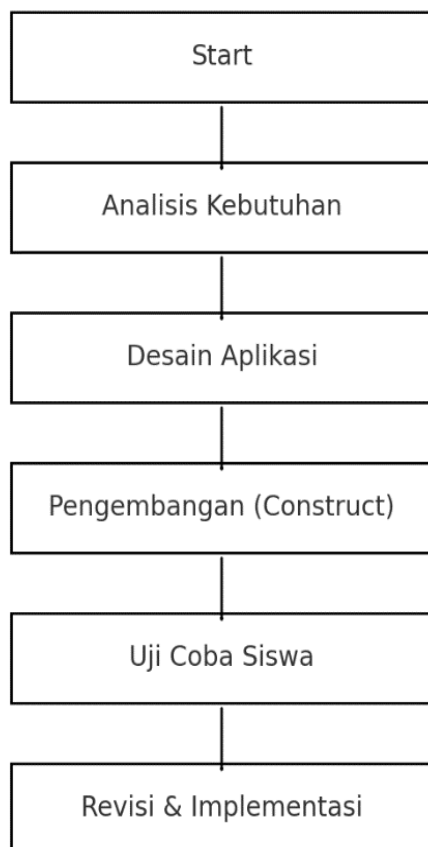 Start
Analisis Kebutuhan
Desain Aplikasi
Pengembangan (Construct)
Uji Coba Siswa
Revisi & Implementasi